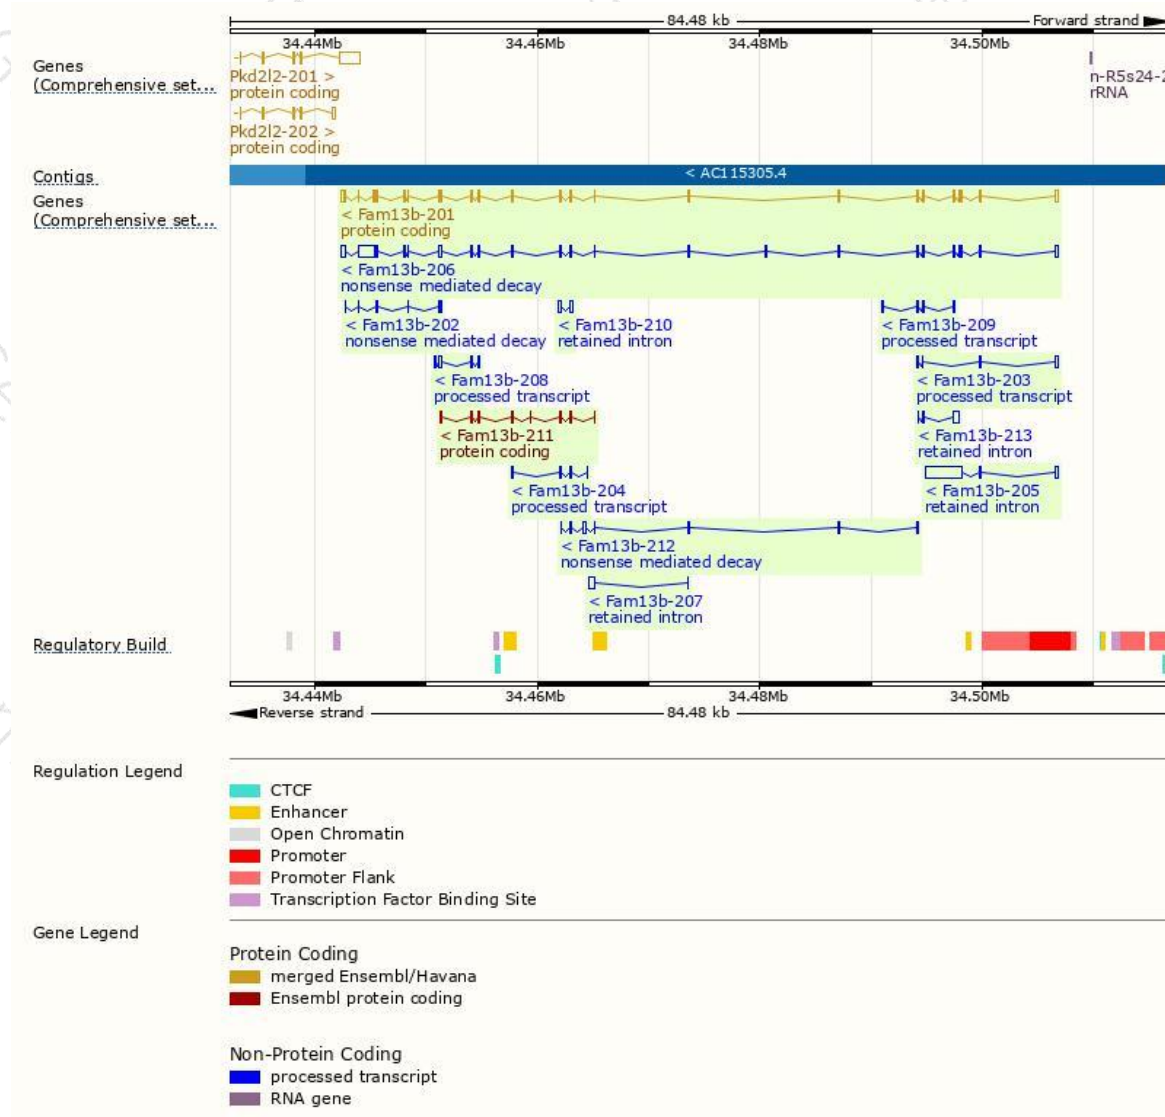 84.48 kb Forward strand
34.44Mb 34.46Mb 34.48Mb 34.50Mb
Genes
(Comprehensive set...
Pkd2l2-201 >
protein coding
n-R5s24-2
rRNA
Pkd2l2-202 >
protein coding
Contigs
< AC115305.4
Genes
(Comprehensive set...
< Fam13b-201
protein coding
< Fam13b-206
nonsense mediated decay
< Fam13b-202 < Fam13b-210 < Fam13b-209
nonsense mediated decay retained intron processed transcript
< Fam13b-208 < Fam13b-203
processed transcript processed transcript
< Fam13b-211 < Fam13b-213
protein coding retained intron
< Fam13b-204 < Fam13b-205
processed transcript retained intron
< Fam13b-212
nonsense mediated decay
< Fam13b-207
retained intron
Regulatory Build
34.44Mb 34.46Mb 34.48Mb 34.50Mb
Reverse strand 84.48 kb
Regulation Legend
CTCF
Enhancer
Open Chromatin
Promoter
Promoter Flank
Transcription Factor Binding Site
Gene Legend
Protein Coding
merged Ensembl/Havana
Ensembl protein coding
Non-Protein Coding
processed transcript
RNA gene